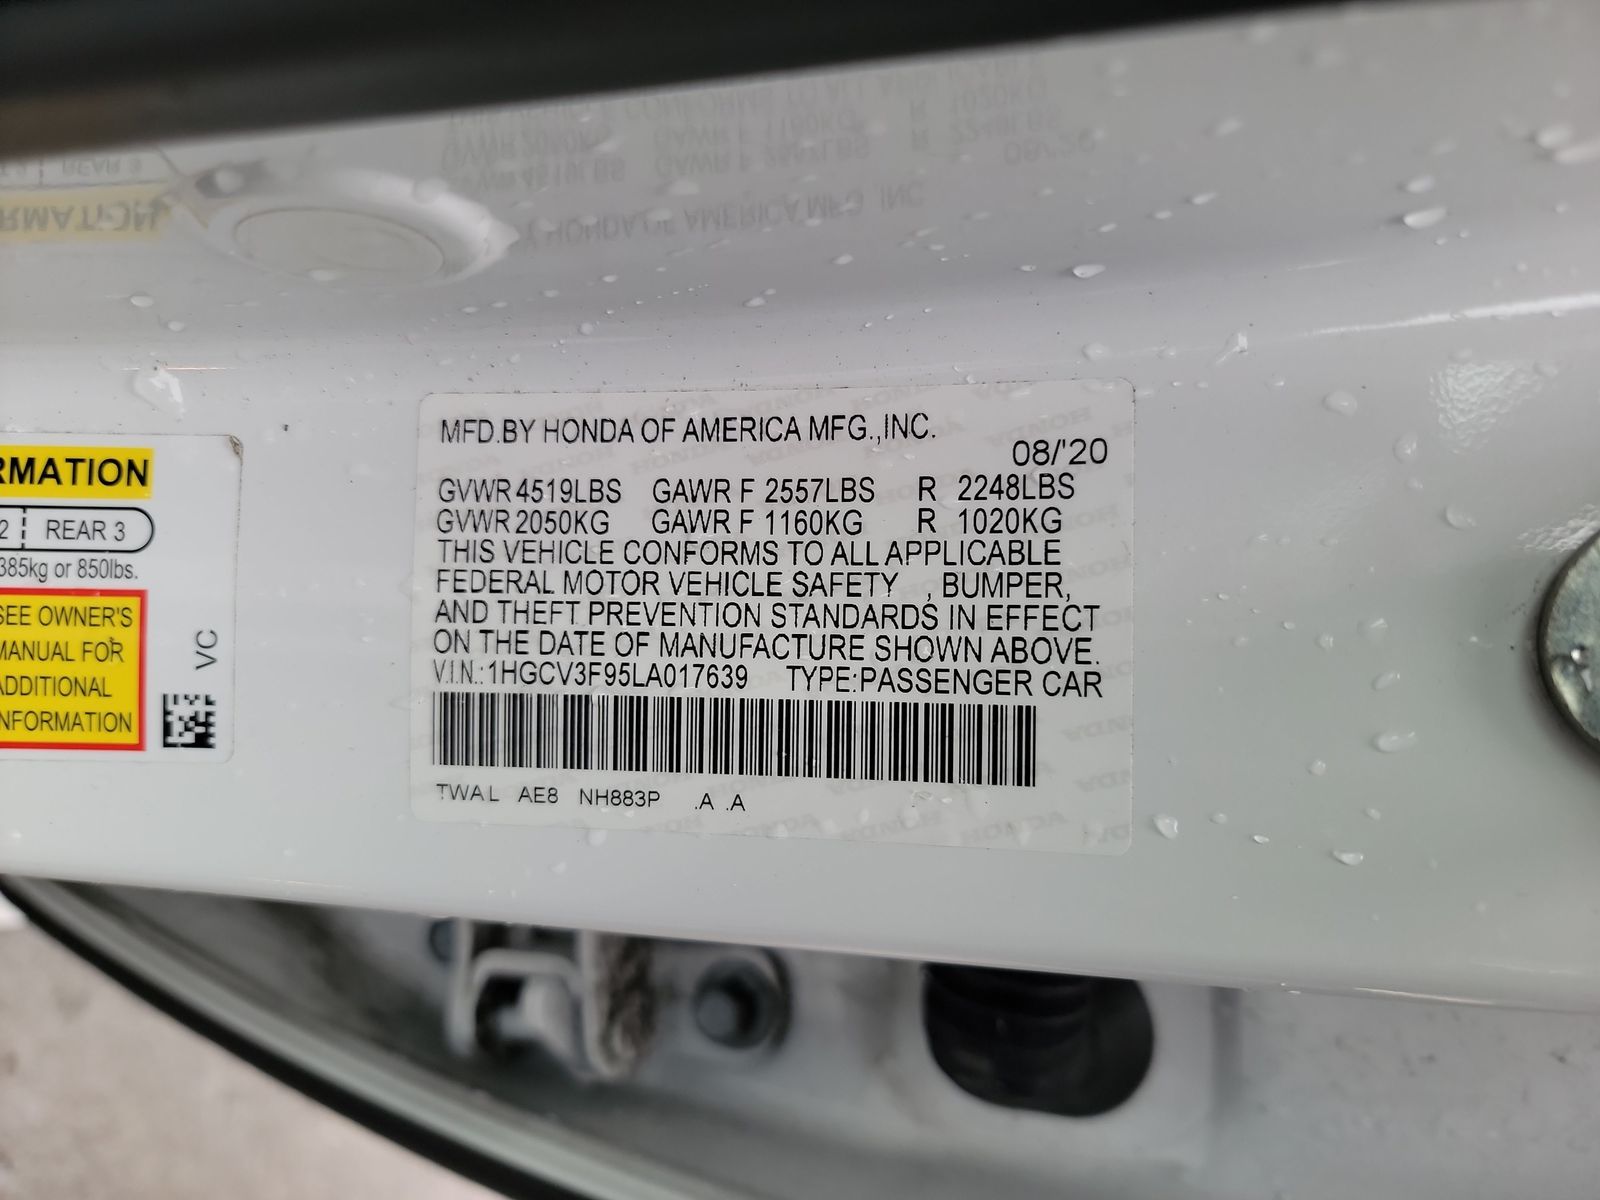 RMATION
2 REAR 3
385kg or 850lbs.
SEE OWNER'S
MANUAL FOR
ADDITIONAL
INFORMATION
VC
MFD.BY HONDA OF AMERICA MFG.,INC.
08/'20
GVWR 4519LBS GAWR F 2557LBS R 2248LBS
GVWR 2050KG GAWR F 1160KG R 1020KG
THIS VEHICLE CONFORMS TO ALL APPLICABLE
FEDERAL MOTOR VEHICLE SAFETY , BUMPER,
AND THEFT PREVENTION STANDARDS IN EFFECT
ON THE DATE OF MANUFACTURE SHOWN ABOVE.
V.I.N.:1HGCV3F95LA017639 TYPE:PASSENGER CAR
TWAL AE8 NH883P .A .A